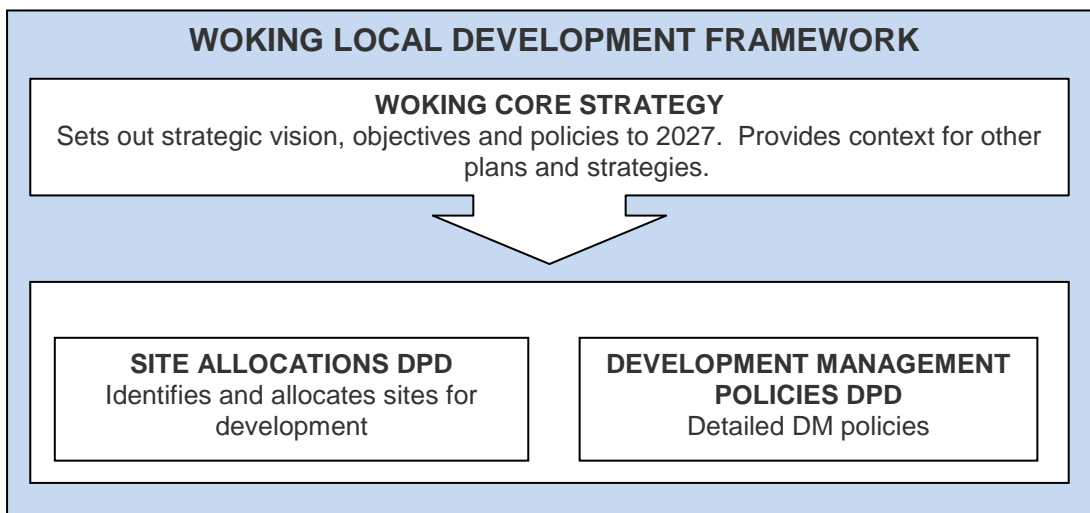 WOKING LOCAL DEVELOPMENT FRAMEWORK
WOKING CORE STRATEGY
Sets out strategic vision, objectives and policies to 2027.  Provides context for other
plans and strategies.
SITE ALLOCATIONS DPD
Identifies and allocates sites for
development
DEVELOPMENT MANAGEMENT
POLICIES DPD
Detailed DM policies